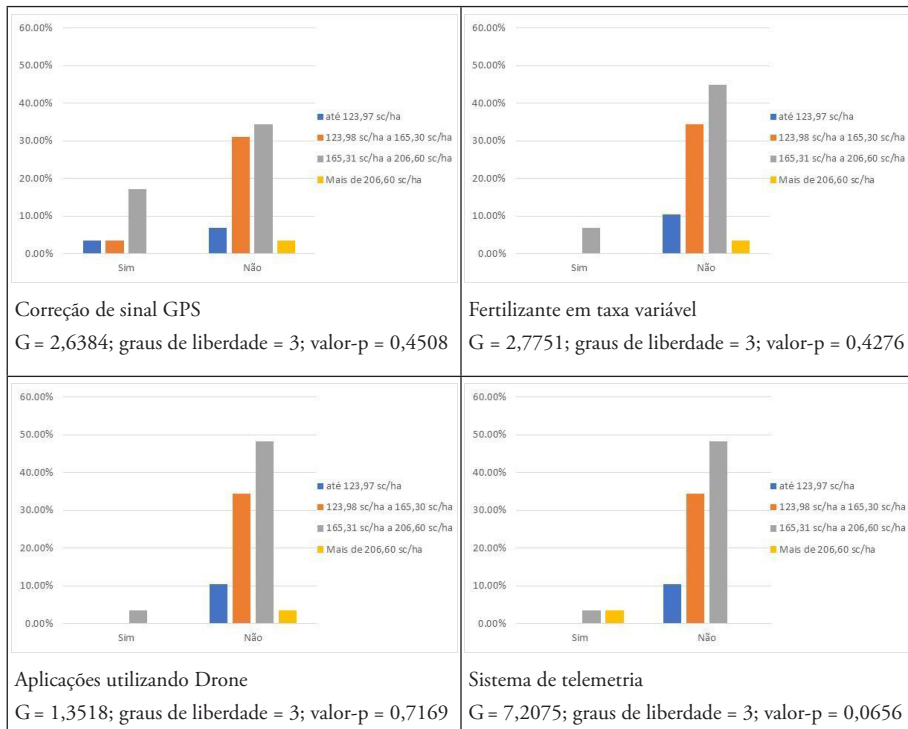 60.00%
50.00%
40.00%
30.00%
20.00%
10.00%
0.00%
Sim
Não
até 123,97 sc/ha
123,98 sc/ha a 165,30 sc/ha
165,31 sc/ha a 206,60 sc/ha
Mais de 206,60 sc/ha
Correção de sinal GPS
G = 2,6384; graus de liberdade = 3; valor-p = 0,4508
60.00%
50.00%
40.00%
30.00%
20.00%
10.00%
0.00%
Sim
Não
até 123,97 sc/ha
123,98 sc/ha a 165,30 sc/ha
165,31 sc/ha a 206,60 sc/ha
Mais de 206,60 sc/ha
Fertilizante em taxa variável
G = 2,7751; graus de liberdade = 3; valor-p = 0,4276
60.00%
50.00%
40.00%
30.00%
20.00%
10.00%
0.00%
Sim
Não
até 123,97 sc/ha
123,98 sc/ha a 165,30 sc/ha
165,31 sc/ha a 206,60 sc/ha
Mais de 206,60 sc/ha
Aplicações utilizando Drone
G = 1,3518; graus de liberdade = 3; valor-p = 0,7169
60.00%
50.00%
40.00%
30.00%
20.00%
10.00%
0.00%
Sim
Não
até 123,97 sc/ha
123,98 sc/ha a 165,30 sc/ha
165,31 sc/ha a 206,60 sc/ha
Mais de 206,60 sc/ha
Sistema de telemetria
G = 7,2075; graus de liberdade = 3; valor-p = 0,0656